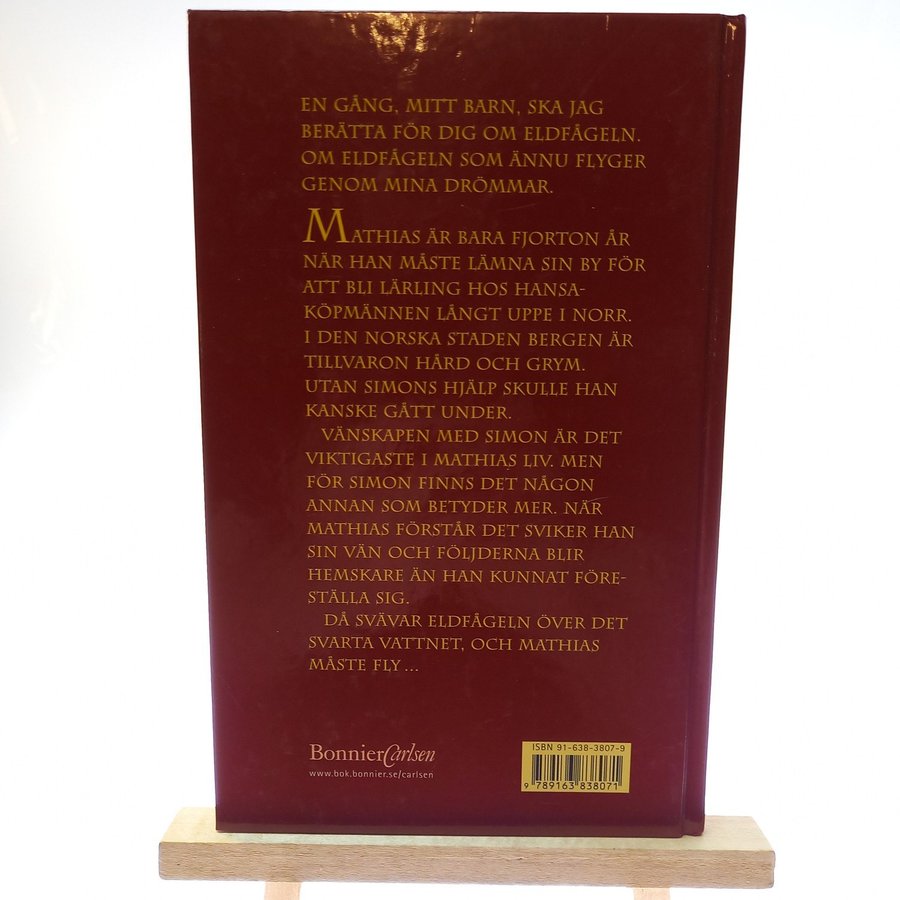 EN GÅNG, MITT BARN, SKA JAG
BERÄTTA FÖR DIG OM ELDFÅGELN.
OM ELDFÅGELN SOM ÄNNU FLYGER
GENOM MINA DRÖMMAR.
MATHIAS ÄR BARA FJORTON ÅR
NÄR HAN MÅSTE LÄMNA SIN BY FÖR
ATT BLI LÄRLING HOS HANSA-
KÖPMÄNNEN LÅNGT UPPE I NORR.
I DEN NORSKA STADEN BERGEN ÄR
TILLVARON HÅRD OCH GRYM.
UTAN SIMONS HJÄLP SKULLE HAN
KANSKE GÅTT UNDER.
VÄNSKAPEN MED SIMON ÄR DET
VIKTIGASTE I MATHIAS LIV. MEN
FÖR SIMON FINNS DET NÅGON
ANNAN SOM BETYDER MER. NÄR
MATHIAS FÖRSTÅR DET SVIKER HAN
SIN VÄN OCH FÖLJDERNA BLIR
HEMSKARE ÄN HAN KUNNAT FÖRE-
STÄLLA SIG.
DÅ SVÄVAR ELDFÅGELN ÖVER DET
SVARTA VATTNET, OCH MATHIAS
MÅSTE FLY ...
BonnierCarlsen
www.bok.bonnier.se/carlsen
ISBN 91-638-3807-9
9 789163 838071